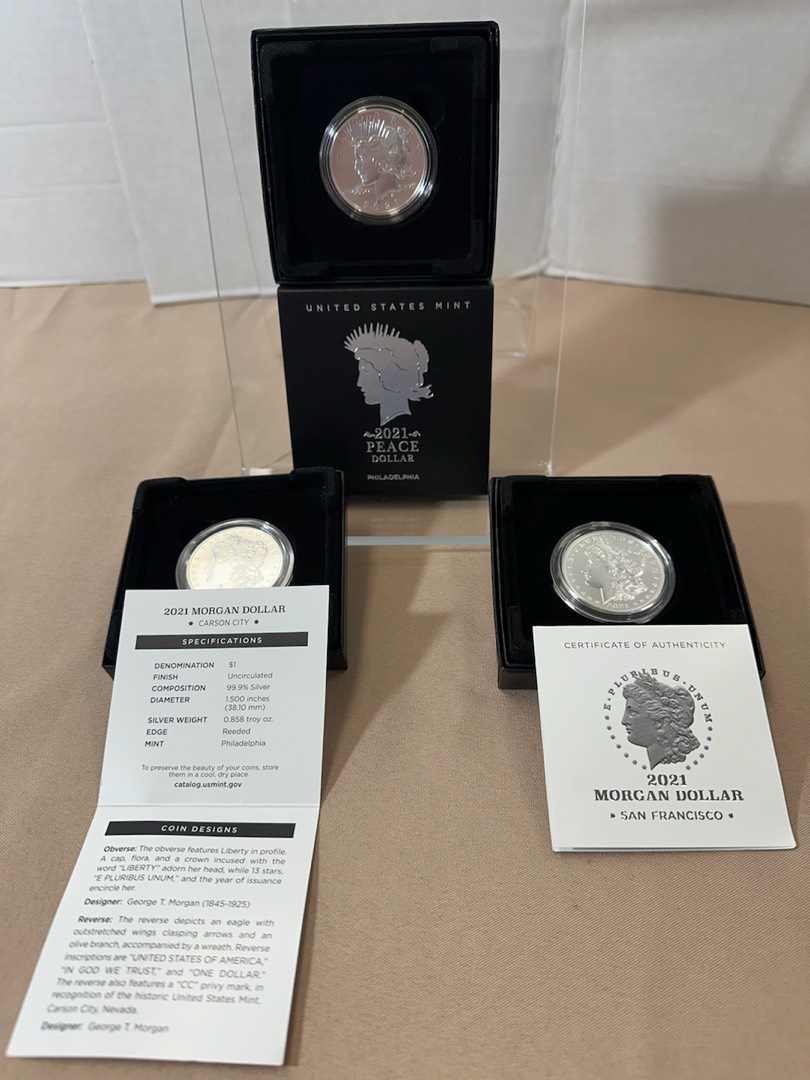 2021
UNITED STATES MINT
2021
PEACE
DOLLAR
PHILADELPHIA
2021 MORGAN DOLLAR
• CARSON CITY •
SPECIFICATIONS
DENOMINATION $1
FINISH Uncirculated
COMPOSITION 99.9% Silver
DIAMETER 1.500 inches
(38.10 mm)
SILVER WEIGHT 0.858 troy oz.
EDGE Reeded
MINT Philadelphia
To preserve the beauty of your coins, store
them in a cool, dry place.
catalog.usmint.gov
COIN DESIGNS
Obverse: The obverse features Liberty in profile.
A cap, flora, and a crown incused with the
word "LIBERTY" adorn her head, while 13 stars,
"E PLURIBUS UNUM," and the year of issuance
encircle her.
Designer: George T. Morgan (1845-1925)
Reverse: The reverse depicts an eagle with
outstretched wings clasping arrows and an
olive branch, accompanied by a wreath. Reverse
inscriptions are "UNITED STATES OF AMERICA,"
"IN GOD WE TRUST," and "ONE DOLLAR."
The reverse also features a "CC" privy mark, in
recognition of the historic United States Mint,
Carson City, Nevada.
Designer: George T. Morgan
2021
CERTIFICATE OF AUTHENTICITY
E·PLURIBUS·UNUM
2021
MORGAN DOLLAR
• SAN FRANCISCO •